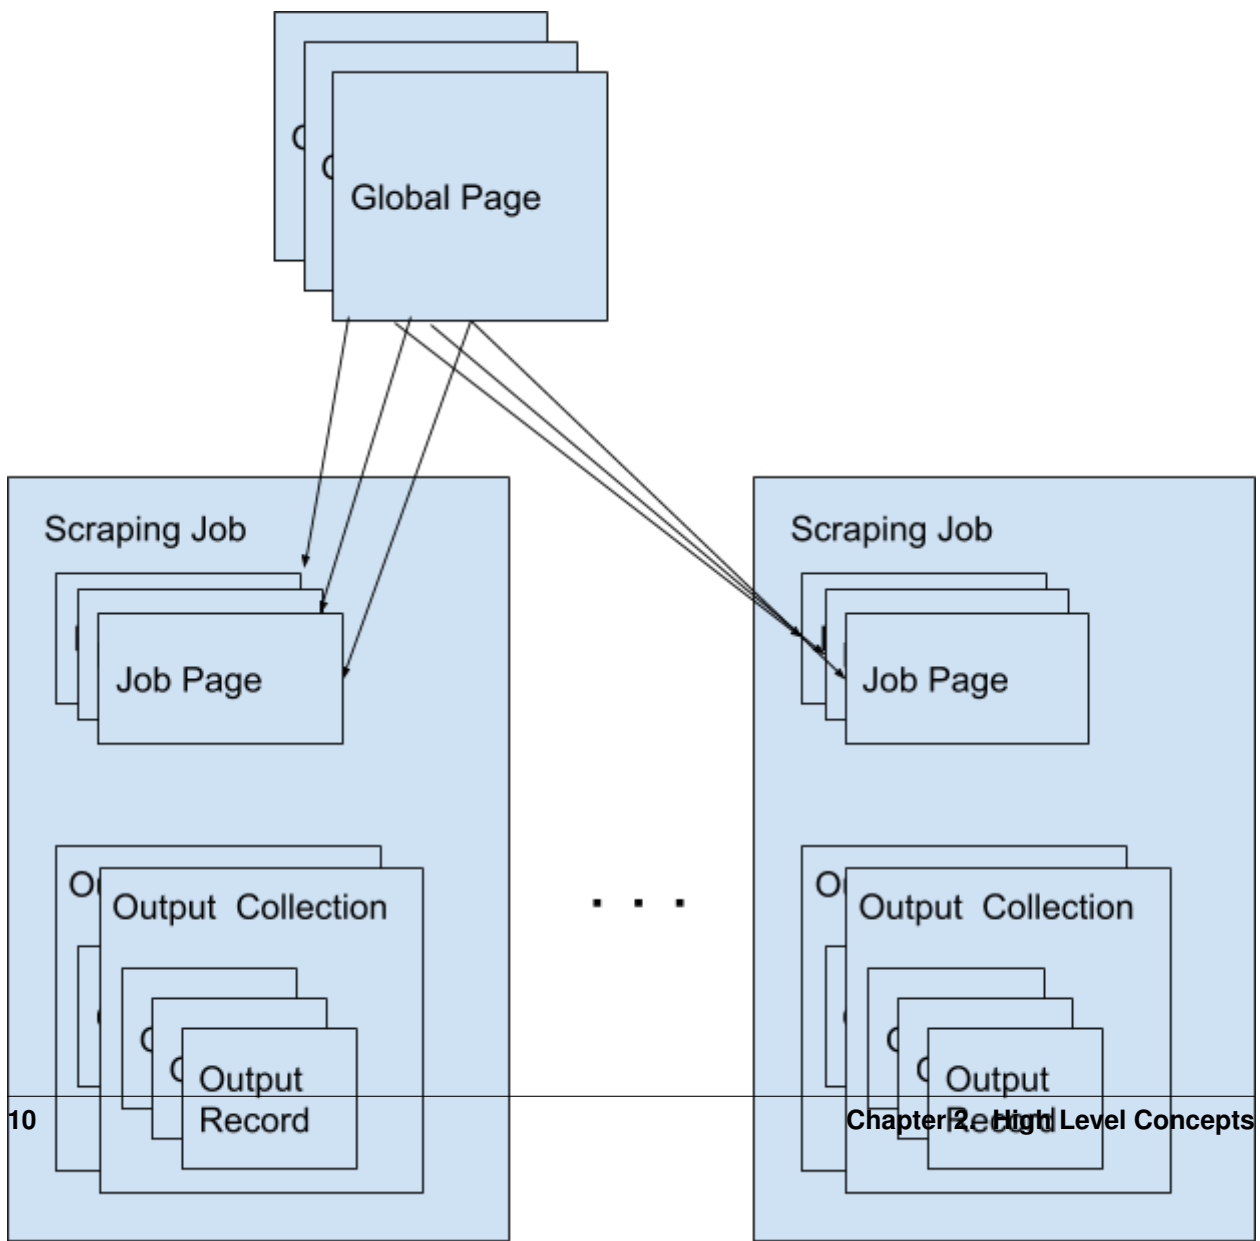 Global Page
Scraping Job
Scraping Job
Job Page
Job Page
Output Collection
. . .
Output Collection
Output
Record
Output
Record
10
Chapter 2. High Level Concepts